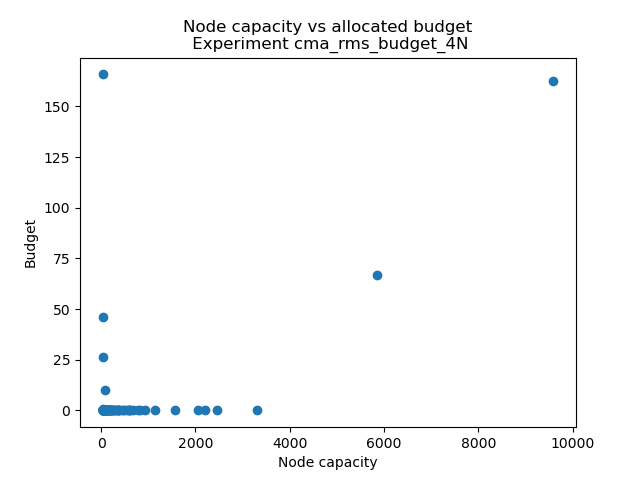 Node capacity vs allocated budget
Experiment cma_rms_budget_4N
150
125
100
75
50
25
0
Budget
0 2000 4000 6000 8000 10000
Node capacity